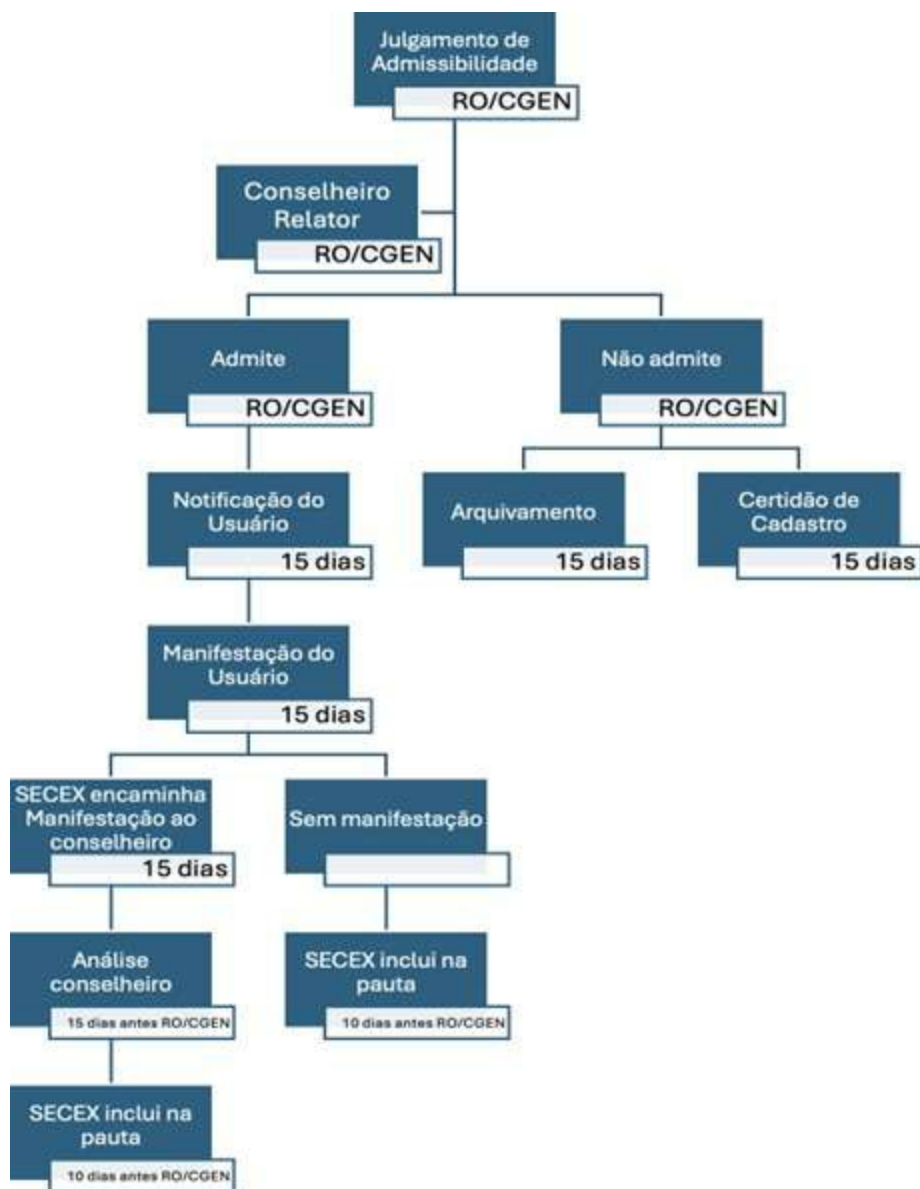 Julgamento de
Admissibilidade
RO/CGEN
Conselheiro
Relator
RO/CGEN
Admite
RO/CGEN
Não admite
RO/CGEN
Notificação do
Usuário
15 dias
Arquivamento
15 dias
Certidão de
Cadastro
15 dias
Manifestação do
Usuário
15 dias
SECEX encaminha
Manifestação ao
conselheiro
15 dias
Sem manifestação
Análise
conselheiro
15 dias antes RO/CGEN
SECEX inclui na
pauta
10 dias antes RO/CGEN
SECEX inclui na
pauta
10 dias antes RO/CGEN